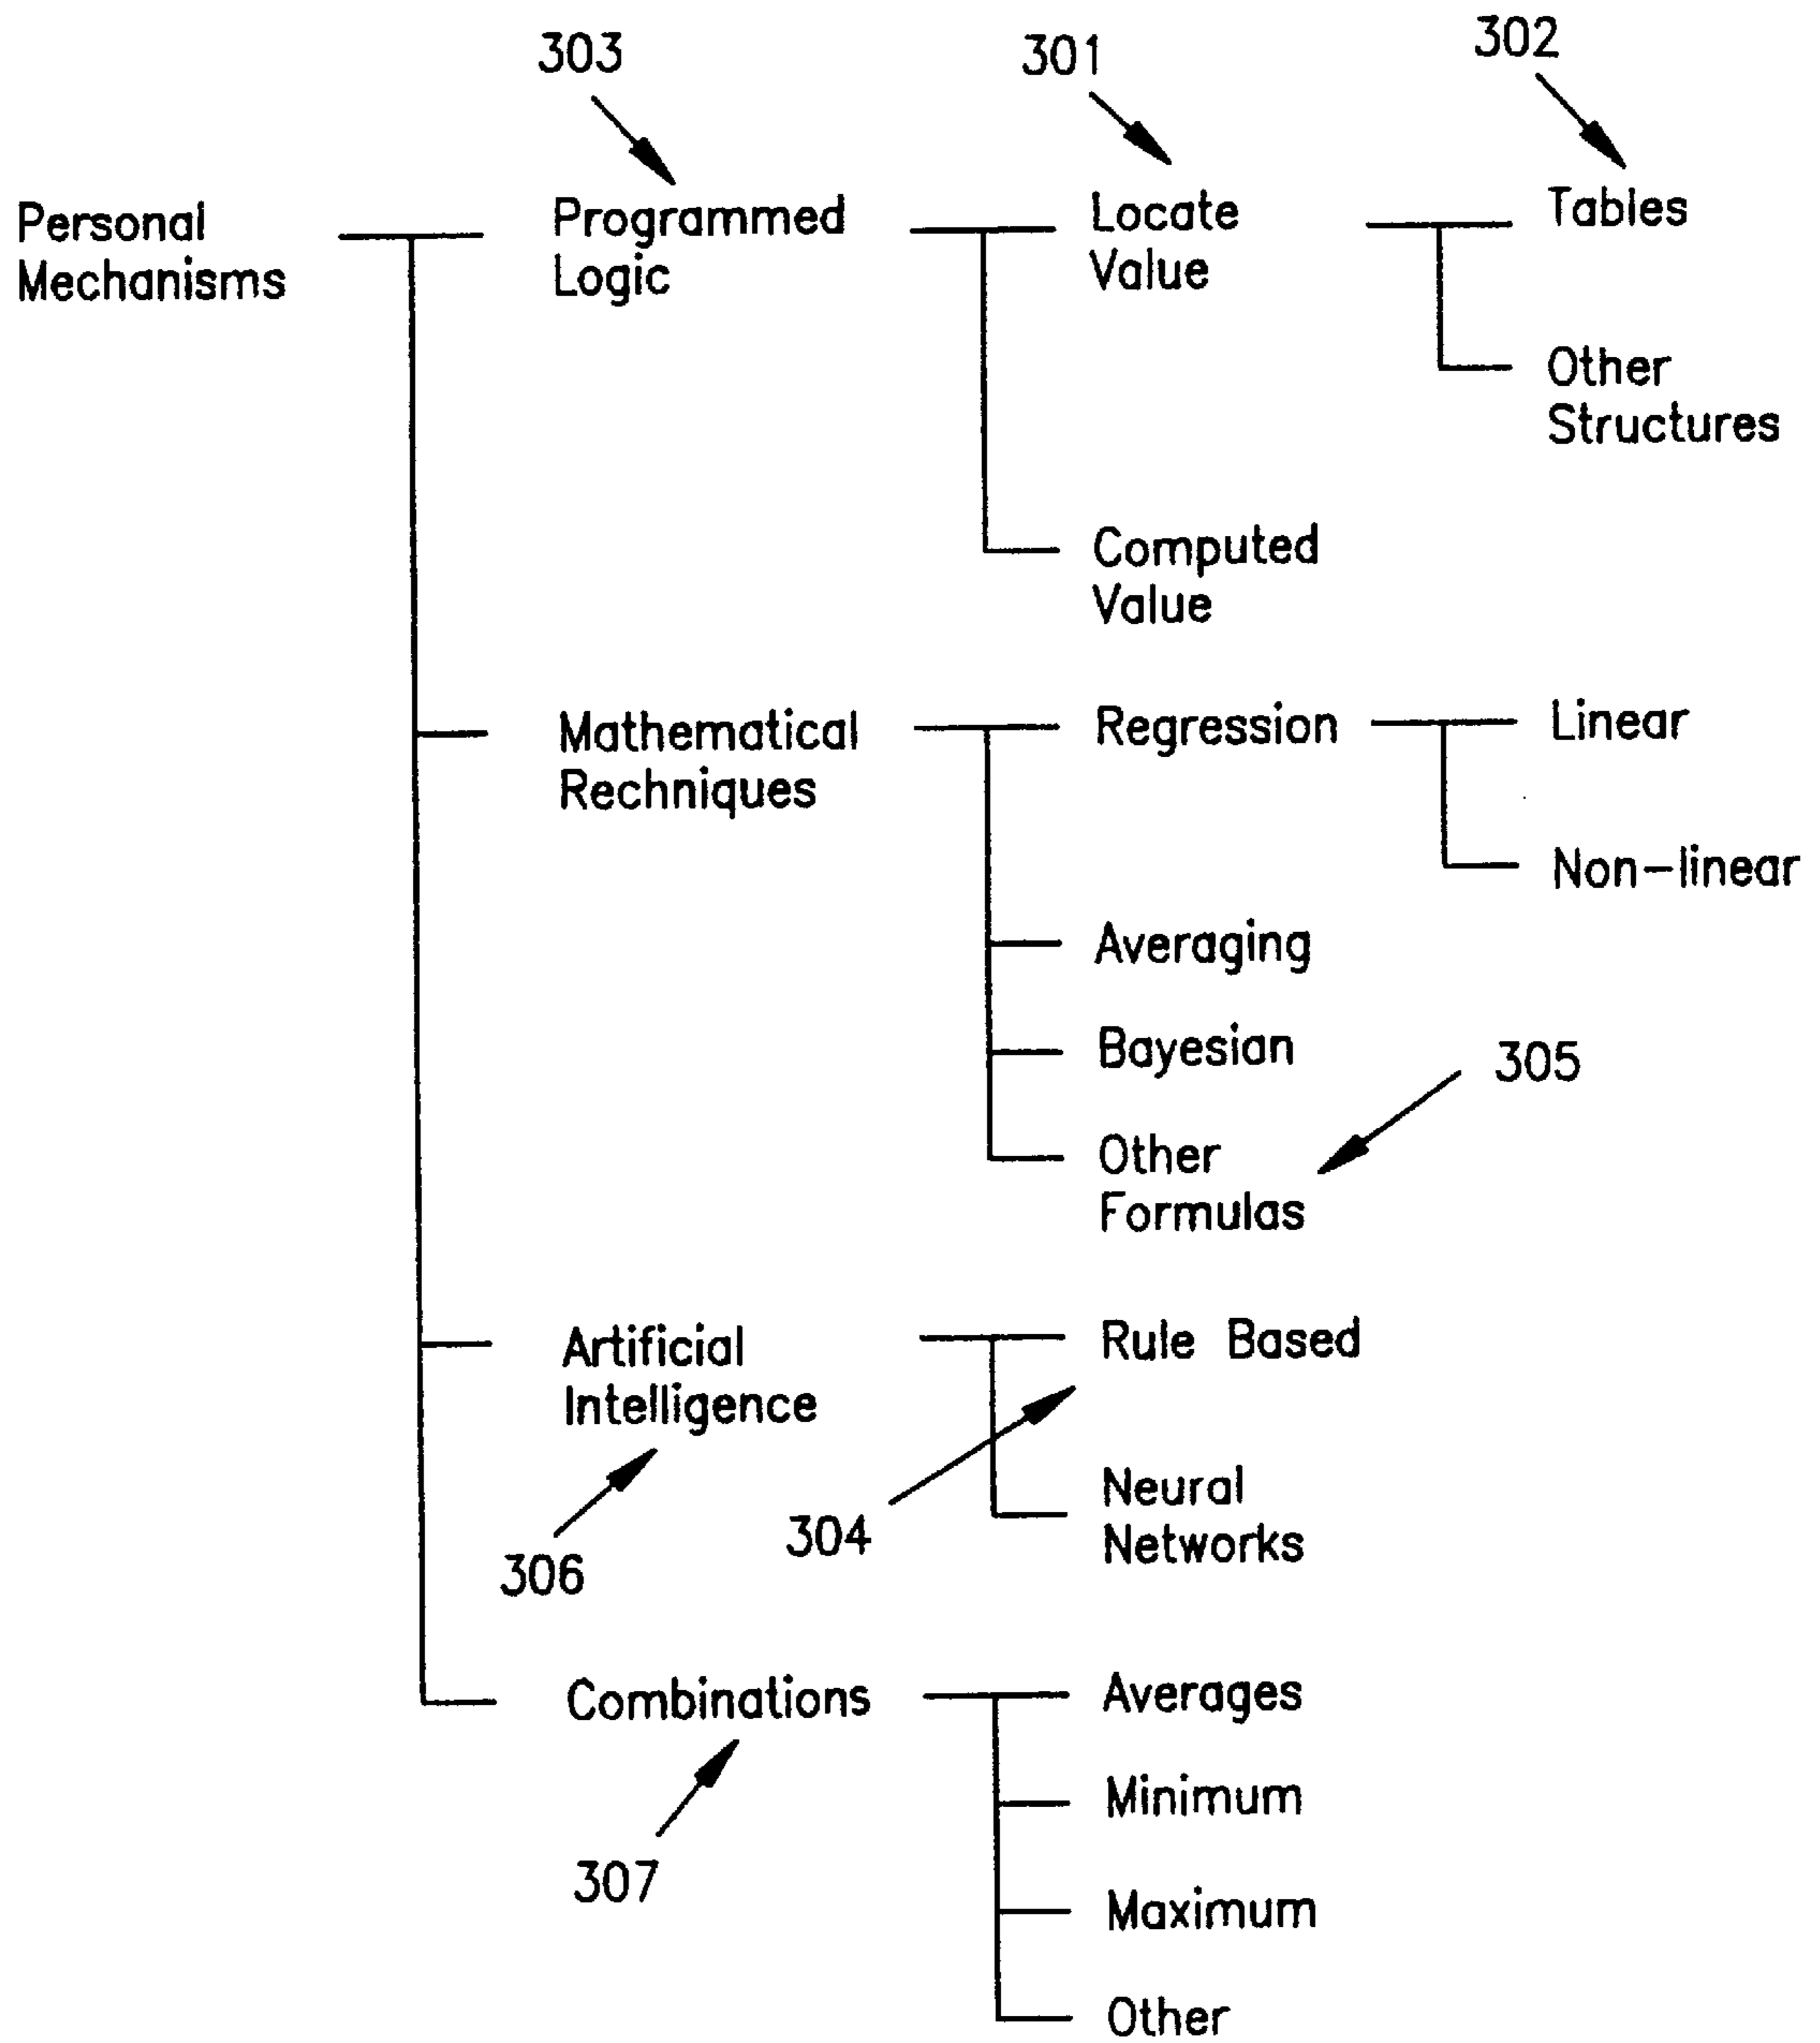 303
301
302
Personal
Mechanisms
Programmed
Logic
Locate
Value
Tables
Other
Structures
Computed
Value
Mathematical
Rechniques
Regression
Linear
Non-linear
Averaging
Bayesian
305
Other
Formulas
Artificial
Intelligence
Rule Based
304
306
Neural
Networks
Combinations
307
Averages
Minimum
Maximum
Other